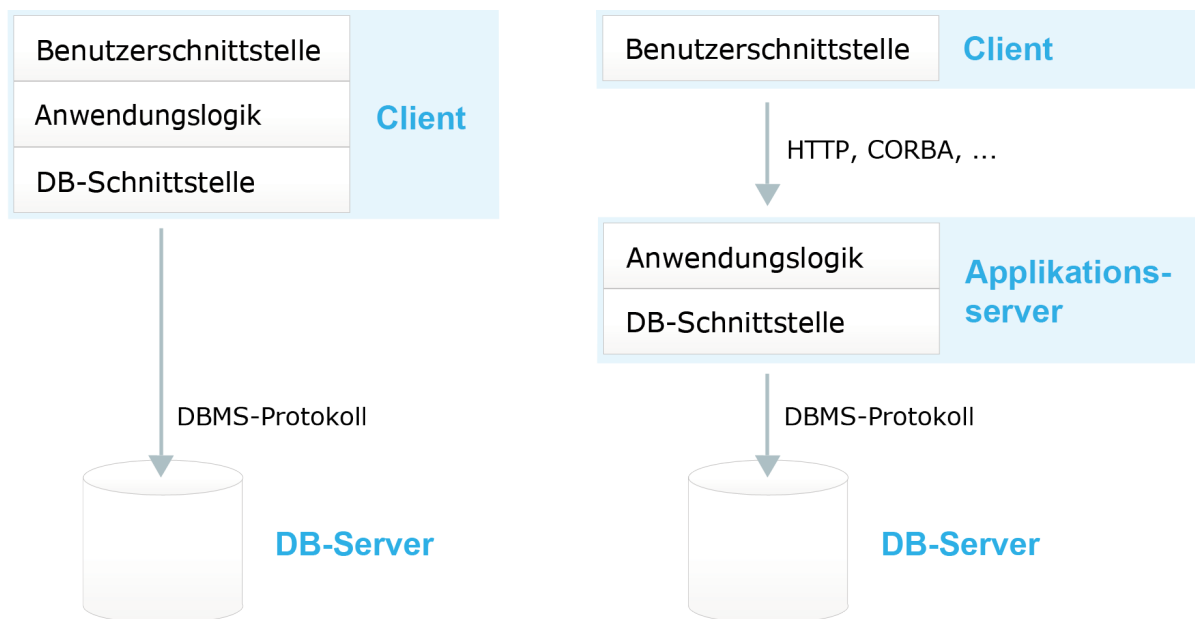 Benutzerschnittstelle
Anwendungslogik
DB-Schnittstelle
Client
DBMS-Protokoll
DB-Server
Benutzerschnittstelle
Client
HTTP, CORBA, ...
Anwendungslogik
DB-Schnittstelle
Applikations-
server
DBMS-Protokoll
DB-Server